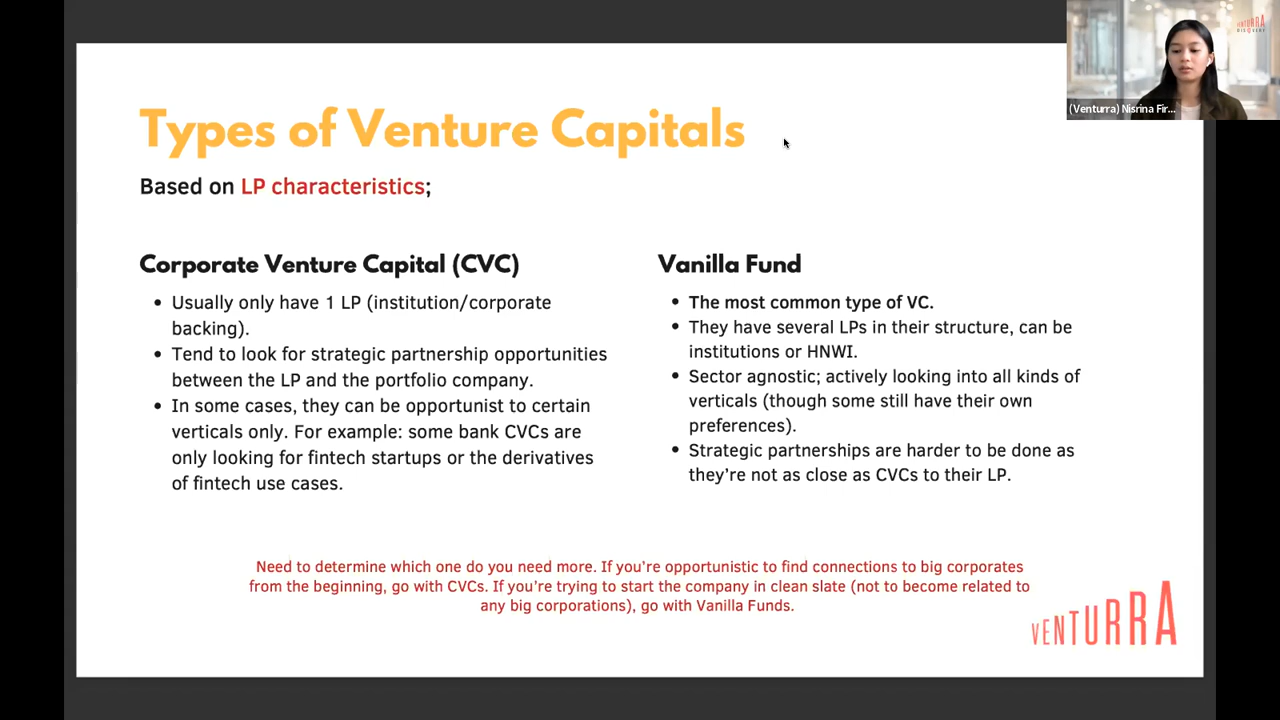 Types of Venture Capitals
Based on LP characteristics;
Corporate Venture Capital (CVC)
• Usually only have 1 LP (institution/corporate
backing).
• Tend to look for strategic partnership opportunities
between the LP and the portfolio company.
• In some cases, they can be opportunist to certain
verticals only. For example: some bank CVCs are
only looking for fintech startups or the derivatives
of fintech use cases.
Vanilla Fund
• The most common type of VC.
• They have several LPs in their structure, can be
institutions or HNWI.
• Sector agnostic; actively looking into all kinds of
verticals (though some still have their own
preferences).
• Strategic partnerships are harder to be done as
they’re not as close as CVCs to their LP.
Need to determine which one do you need more. If you’re opportunistic to find connections to big corporates
from the beginning, go with CVCs. If you’re trying to start the company in clean slate (not to become related to
any big corporations), go with Vanilla Funds.
VENTURRA
VENTURRA
DISCOVERY
(Venturra) Nisrina Fir...